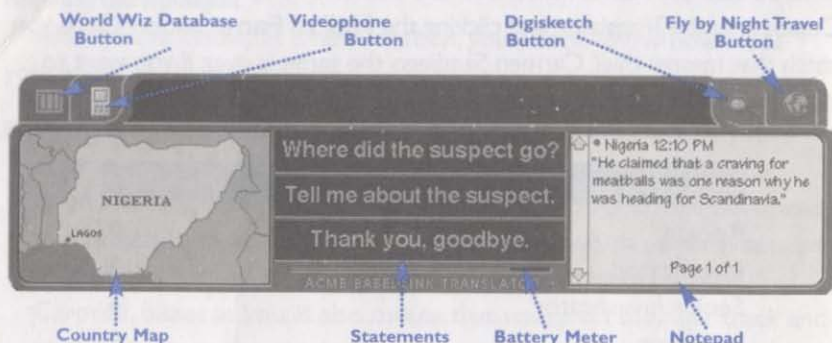 World Wiz Database
Button
Videophone
Button
Digisketch
Button
Fly by Night Travel
Button
NIGERIA
LAGOS
Where did the suspect go?
Tell me about the suspect.
Thank you, goodbye.
ACME BABELLINK TRANSLATOR
• Nigeria 12:10 PM
"He claimed that a craving for
meatballs was one reason why he
was heading for Scandinavia."
Page 1 of 1
Country Map
Statements
Battery Meter
Notepad